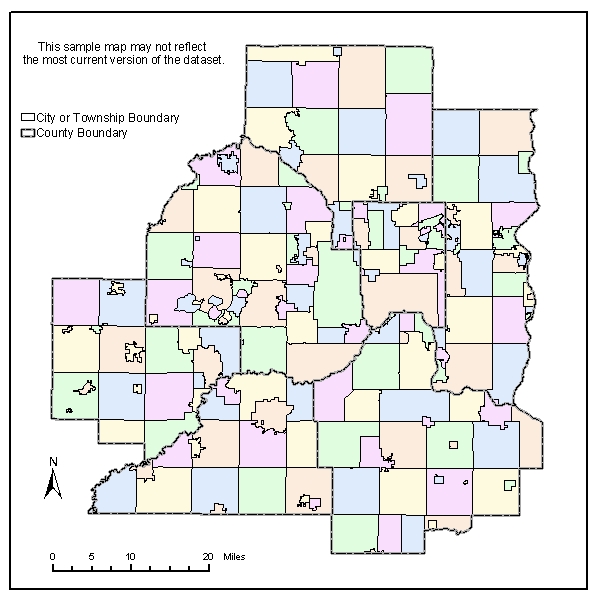 This sample map may not reflect
the most current version of the dataset.
City or Township Boundary
County Boundary
N
0 5 10 20 Miles